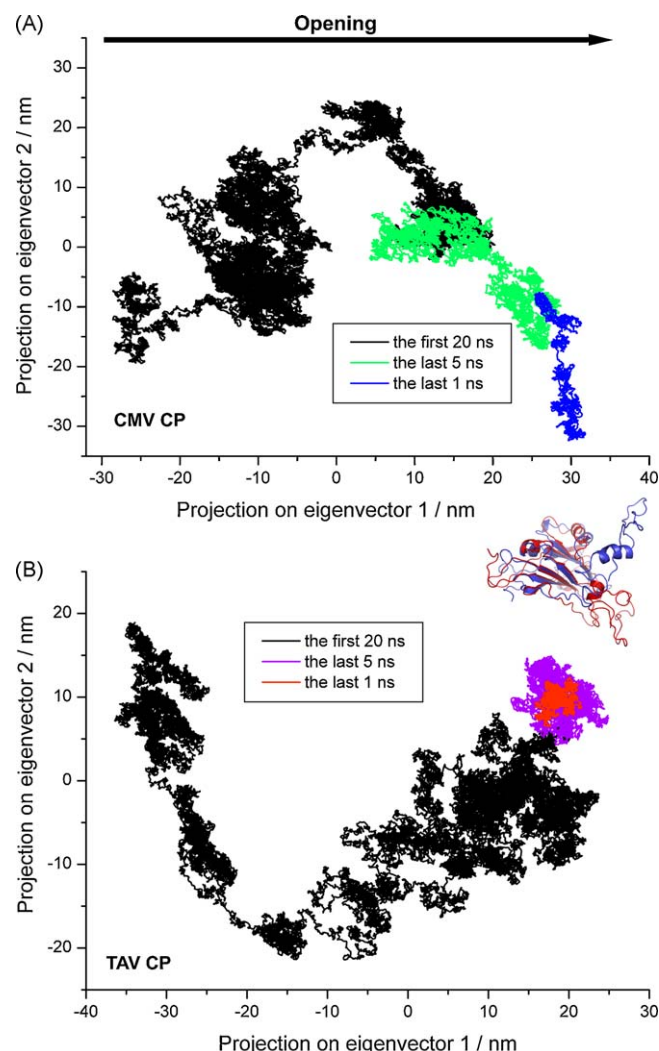 (A)
Opening
Projection on eigenvector 2 / nm
30
20
10
0
-10
-20
-30
the first 20 ns
the last 5 ns
the last 1 ns
CMV CP
-30 -20 -10 0 10 20 30 40
Projection on eigenvector 1 / nm
(B)
Projection on eigenvector 2 / nm
20
10
0
-10
-20
the first 20 ns
the last 5 ns
the last 1 ns
TAV CP
-40 -30 -20 -10 0 10 20 30
Projection on eigenvector 1 / nm